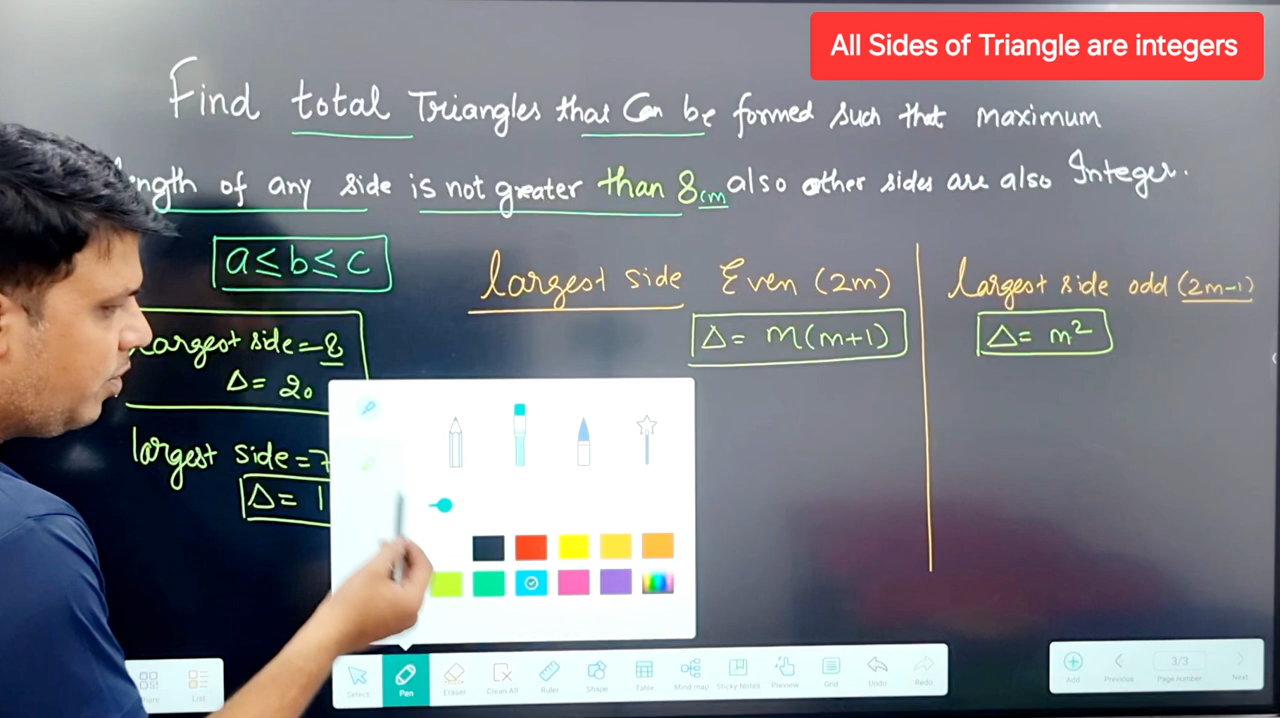 All Sides of Triangle are integers
Find total Triangles that Can be formed such that maximum
length of any side is not greater than 8cm also other sides are also Integer.
a≤b≤c
largest side Even (2m)
Δ= m(m+1)
largest side odd (2m-1)
Δ= m²
Largest side=8
Δ= 20
largest side=7
Δ= 1
List
Select
Pen
Eraser
Clean All
Ruler
Shape
Table
Mind map
Sticky Notes
Preview
Grid
Undo
Redo
Add
Previous
3/3
Page number
Next